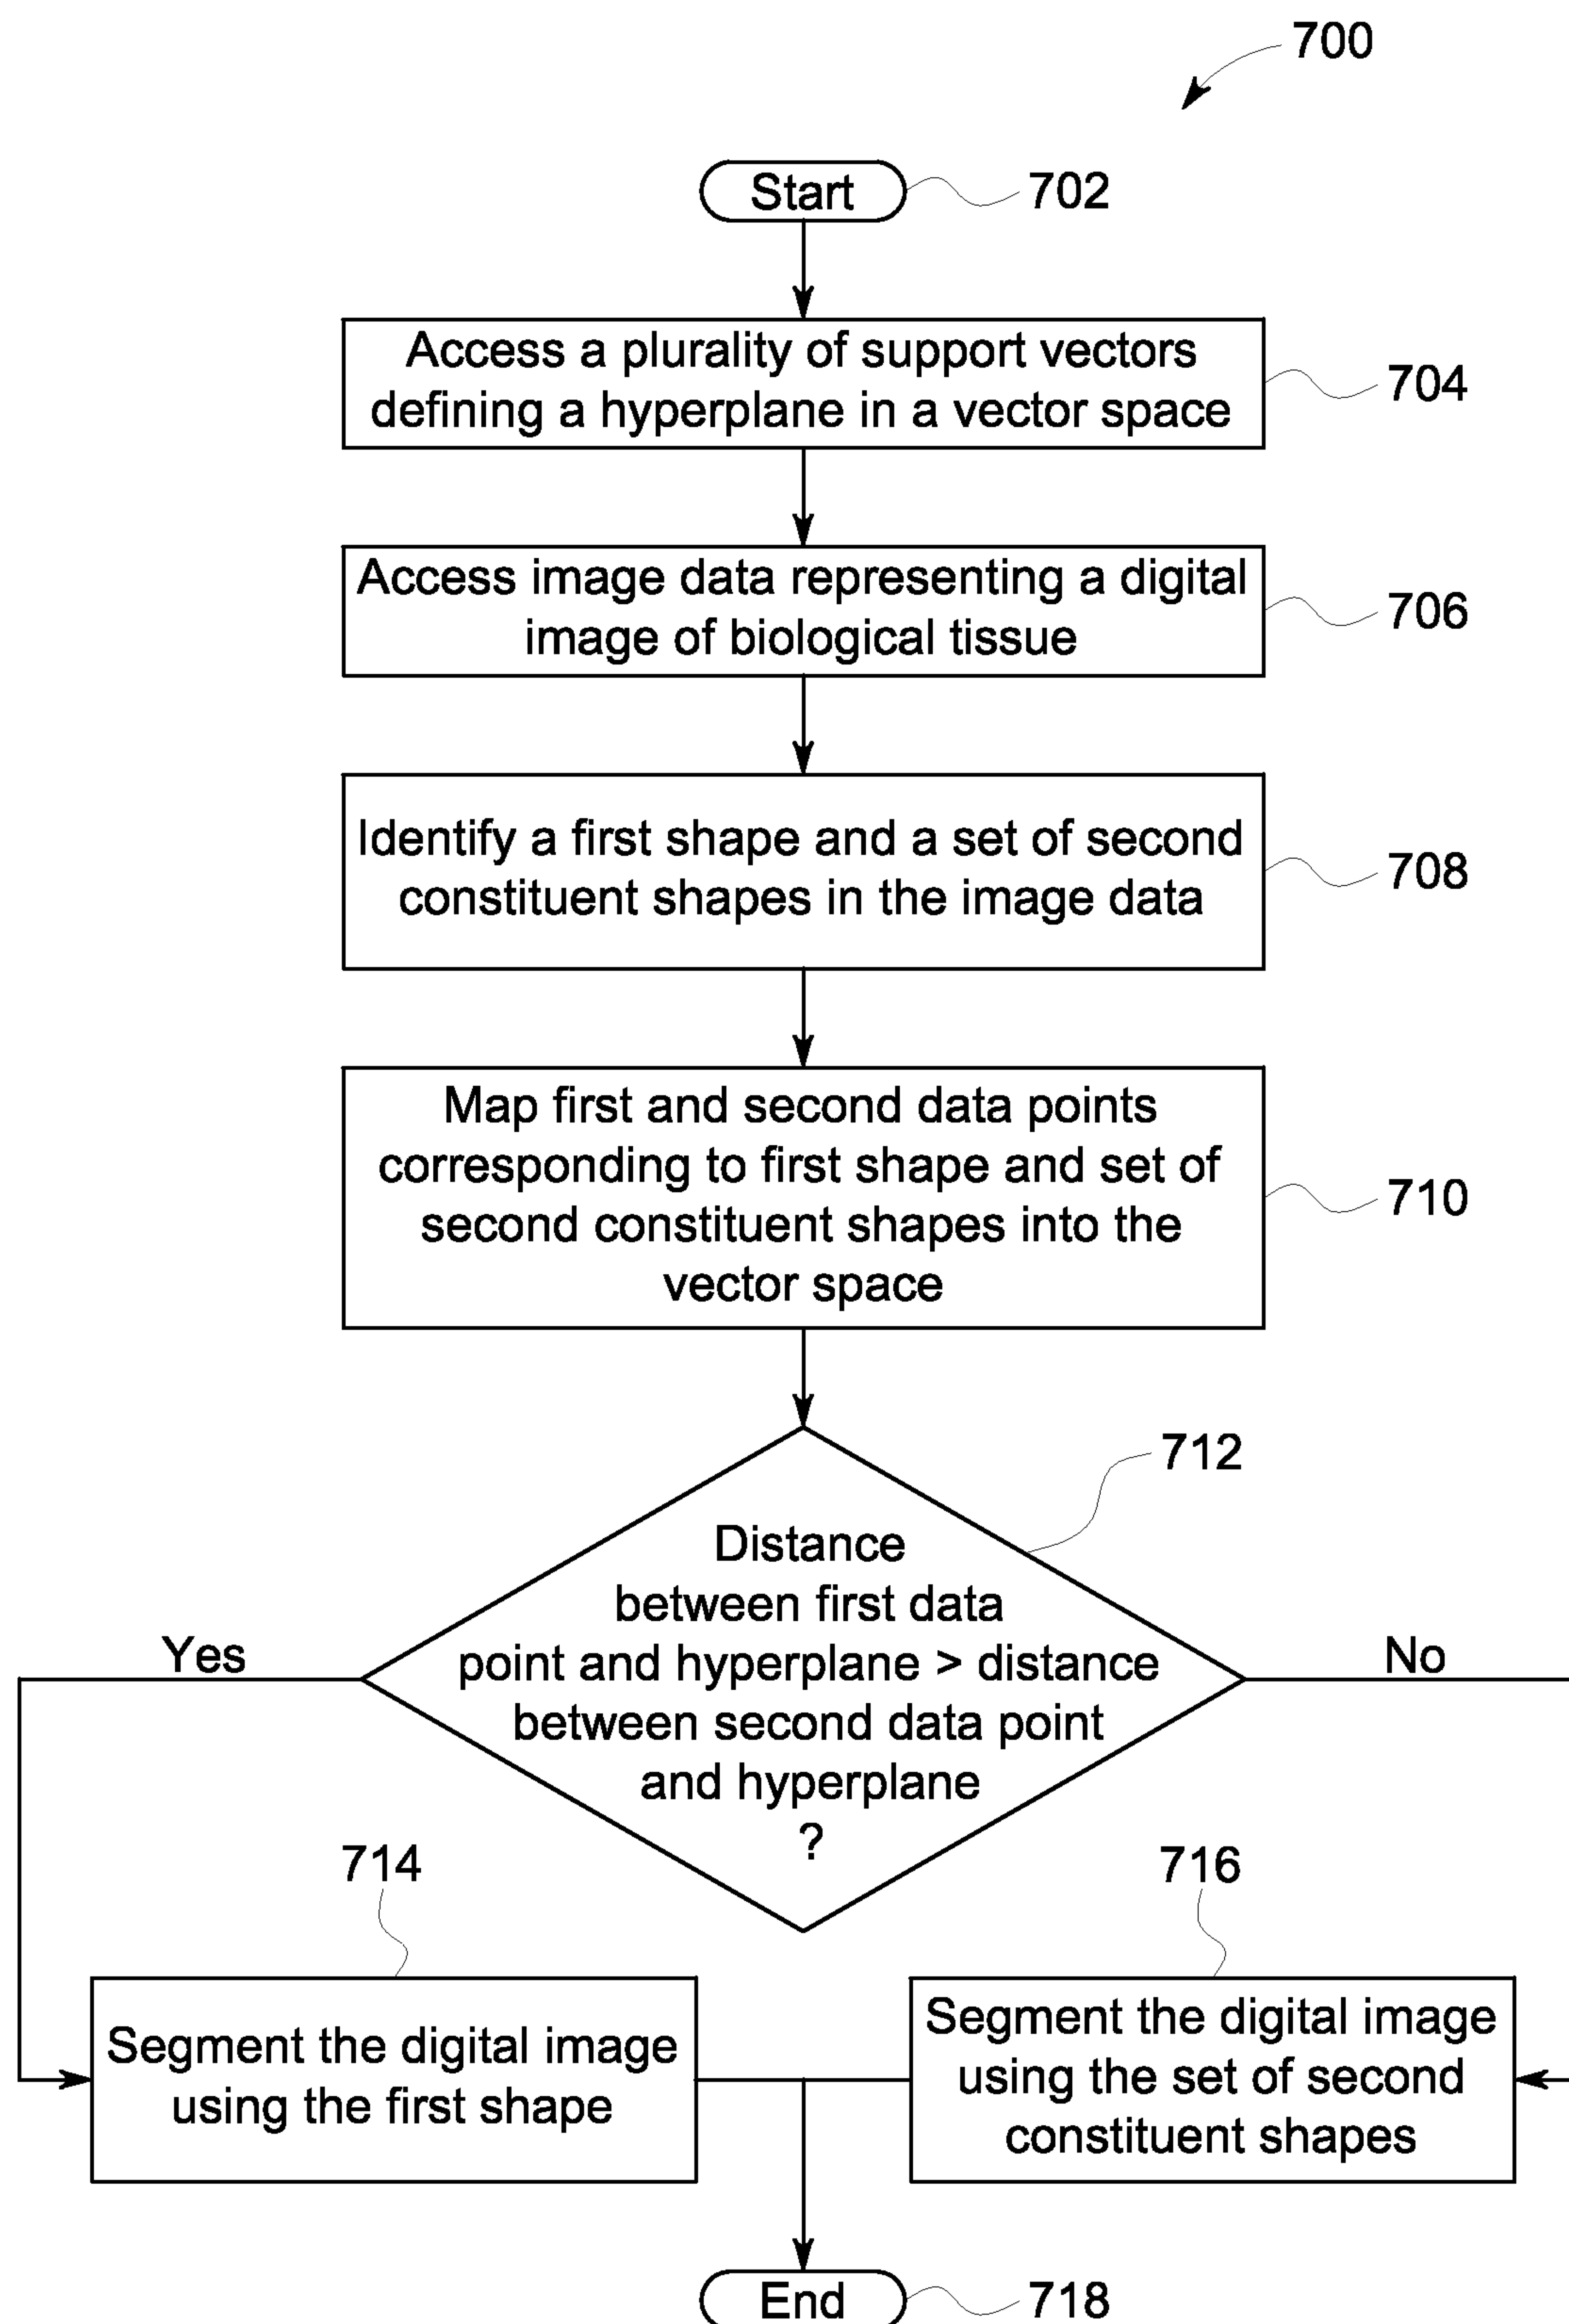 700
Start
702
Access a plurality of support vectors
defining a hyperplane in a vector space
704
Access image data representing a digital
image of biological tissue
706
Identify a first shape and a set of second
constituent shapes in the image data
708
Map first and second data points
corresponding to first shape and set of
second constituent shapes into the
vector space
710
712
Distance
between first data
point and hyperplane > distance
between second data point
and hyperplane
?
Yes
No
714
716
Segment the digital image
using the first shape
Segment the digital image
using the set of second
constituent shapes
End
718